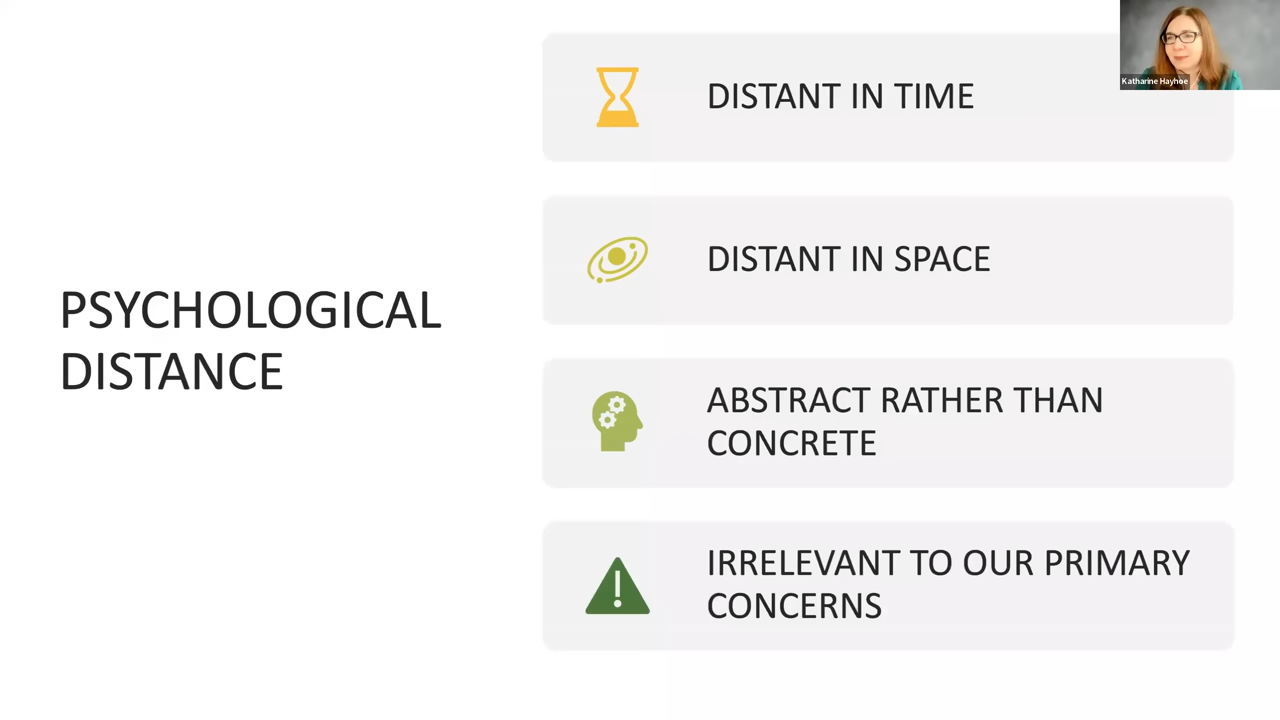 PSYCHOLOGICAL
DISTANCE
DISTANT IN TIME
DISTANT IN SPACE
ABSTRACT RATHER THAN
CONCRETE
IRRELEVANT TO OUR PRIMARY
CONCERNS
Katharine Hayhoe